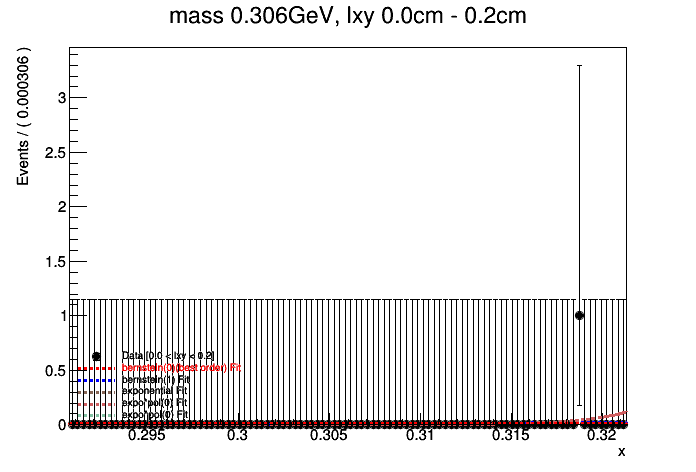 mass 0.306GeV, lxy 0.0cm - 0.2cm
Events / ( 0.000306 )
3
2.5
2
1.5
1
0.5
0
Data [0.0 < lxy < 0.2]
bernstein(0)(best order) Fit
bernstein(1) Fit
exponential Fit
expo*pol(0) Fit
expo*pol(0) Fit
0.295 0.3 0.305 0.31 0.315 0.32
x